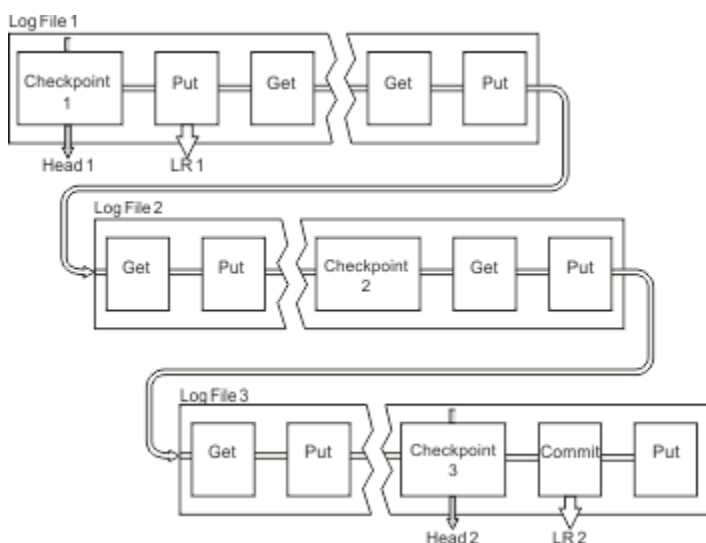 Log File 1
Checkpoint
1
Put
Get
Get
Put
Head 1
LR 1
Log File 2
Get
Put
Checkpoint
2
Get
Put
Log File 3
Get
Put
Checkpoint
3
Commit
Put
Head 2
LR 2